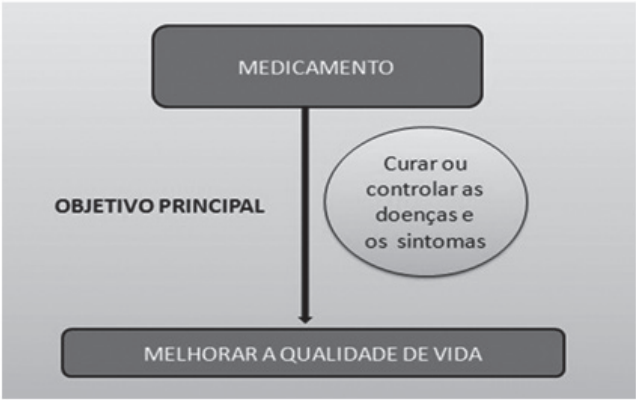 MEDICAMENTO
Curar ou
controlar as
doenças e
os sintomas
OBJETIVO PRINCIPAL
MELHORAR A QUALIDADE DE VIDA